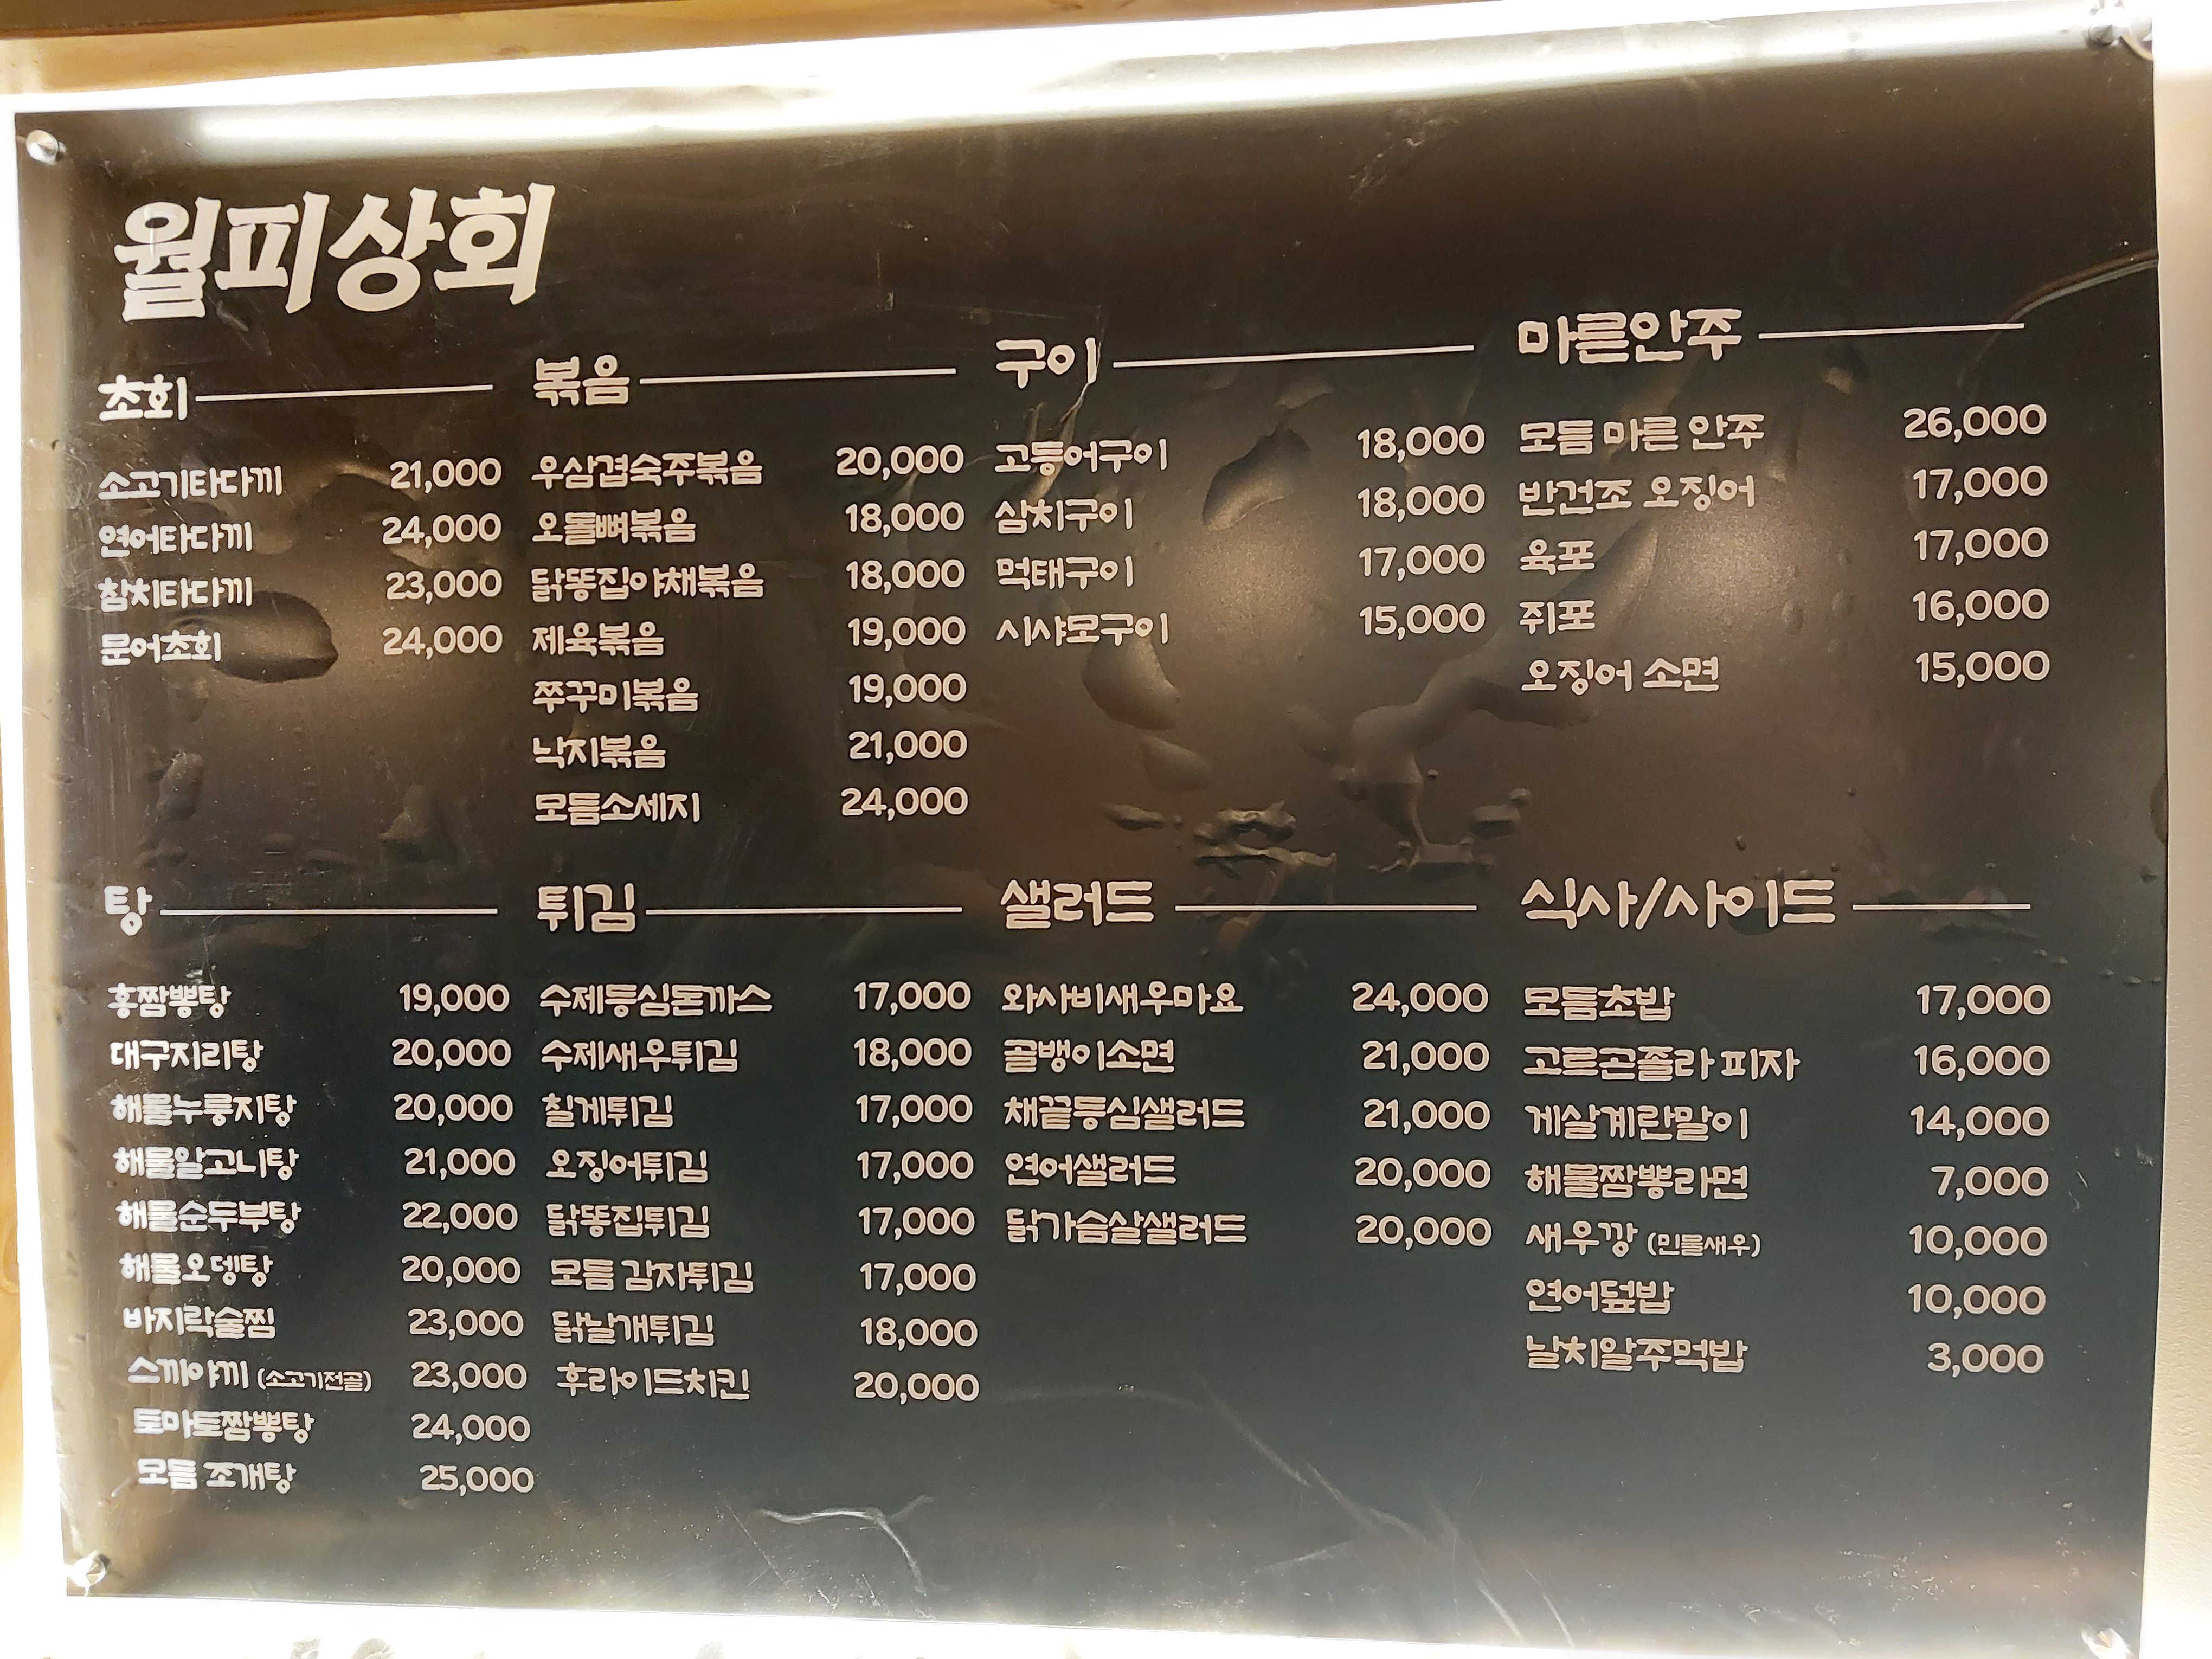 월피상회
초회
소고기타다끼 21,000
연어타다끼 24,000
참치타다끼 23,000
문어초회 24,000
볶음
우삼겹숙주볶음 20,000
오돌뼈볶음 18,000
닭똥집야채볶음 18,000
제육볶음 19,000
쭈꾸미볶음 19,000
낙지볶음 21,000
모듬소세지 24,000
구이
고등어구이 18,000
삼치구이 18,000
먹태구이 17,000
시샤모구이 15,000
마른안주
모듬 마른 안주 26,000
반건조 오징어 17,000
육포 17,000
쥐포 16,000
오징어 소면 15,000
탕
홍짬뽕탕 19,000
대구지리탕 20,000
해물누룽지탕 20,000
해물알고니탕 21,000
해물순두부탕 22,000
해물오뎅탕 20,000
바지락술찜 23,000
스끼야끼 (소고기전골) 23,000
토마토짬뽕탕 24,000
모듬 조개탕 25,000
튀김
수제등심돈까스 17,000
수제새우튀김 18,000
칠게튀김 17,000
오징어튀김 17,000
닭똥집튀김 17,000
모듬 감자튀김 17,000
닭날개튀김 18,000
후라이드치킨 20,000
샐러드
와사비새우마요 24,000
골뱅이소면 21,000
채끝등심샐러드 21,000
연어샐러드 20,000
닭가슴살샐러드 20,000
식사/사이드
모듬초밥 17,000
고르곤졸라 피자 16,000
게살계란말이 14,000
해물짬뽕라면 7,000
새우깡 (민물새우) 10,000
연어덮밥 10,000
날치알주먹밥 3,000